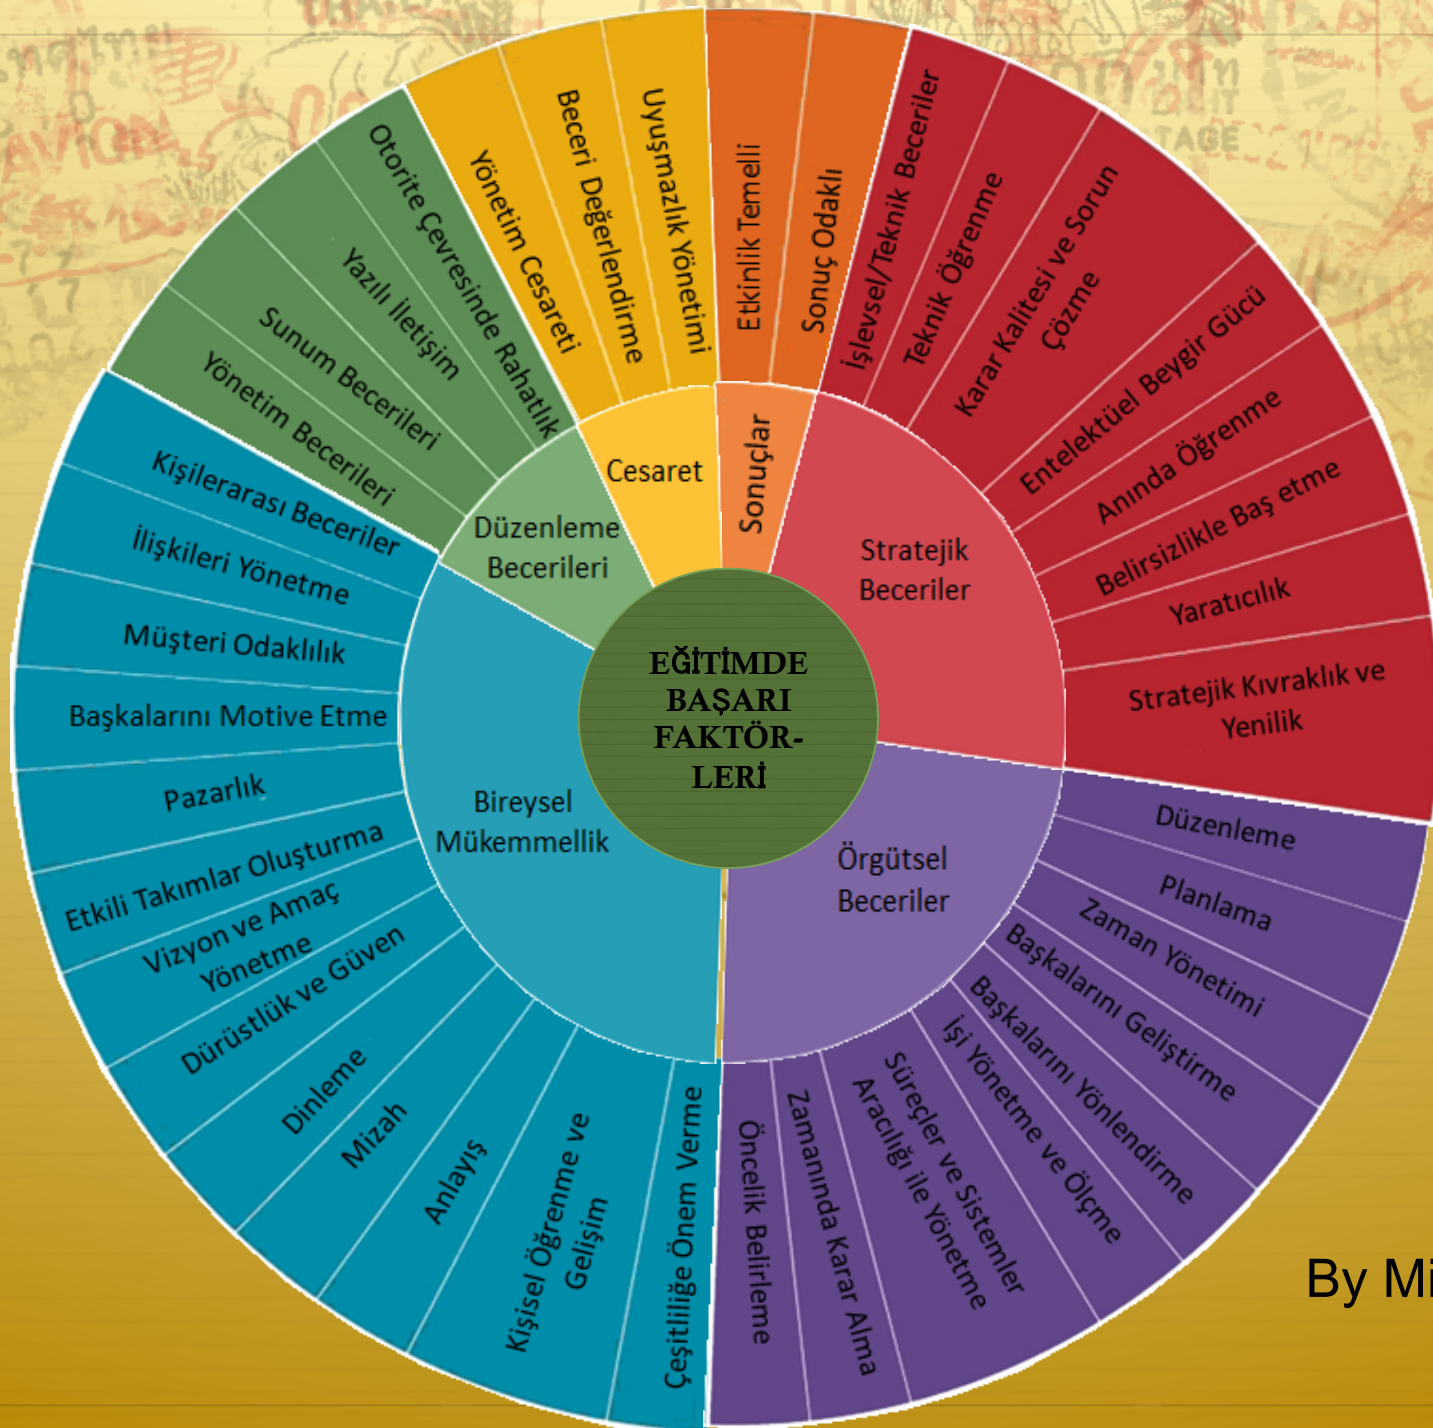 EĞİTİMDE
BAŞARI
FAKTÖR-
LERİ
Sonuçlar
Etkinlik Temelli
Sonuç Odaklı
Stratejik
Beceriler
İşlevsel/Teknik Beceriler
Teknik Öğrenme
Karar Kalitesi ve Sorun
Çözme
Entelektüel Beygir Gücü
Anında Öğrenme
Belirsizlikle Baş etme
Yaratıcılık
Stratejik Kıvraklık ve
Yenilik
Örgütsel
Beceriler
Düzenleme
Planlama
Zaman Yönetimi
Başkalarını Geliştirme
Başkalarını Yönlendirme
İşi Yönetme ve Ölçme
Süreçler ve Sistemler
Aracılığı ile Yönetme
Zamanında Karar Alma
Öncelik Belirleme
Bireysel
Mükemmellik
Çeşitliliğe Önem Verme
Kişisel Öğrenme ve
Gelişim
Anlayış
Mizah
Dinleme
Dürüstlük ve Güven
Vizyon ve Amaç
Yönetme
Etkili Takımlar Oluşturma
Pazarlık
Başkalarını Motive Etme
Müşteri Odaklılık
İlişkileri Yönetme
Kişilerarası Beceriler
Düzenleme
Becerileri
Yönetim Becerileri
Sunum Becerileri
Yazılı İletişim
Otorite Çevresinde Rahatlık
Cesaret
Yönetim Cesareti
Beceri Değerlendirme
Uyuşmazlık Yönetimi
By Mi
AVION
TAGE